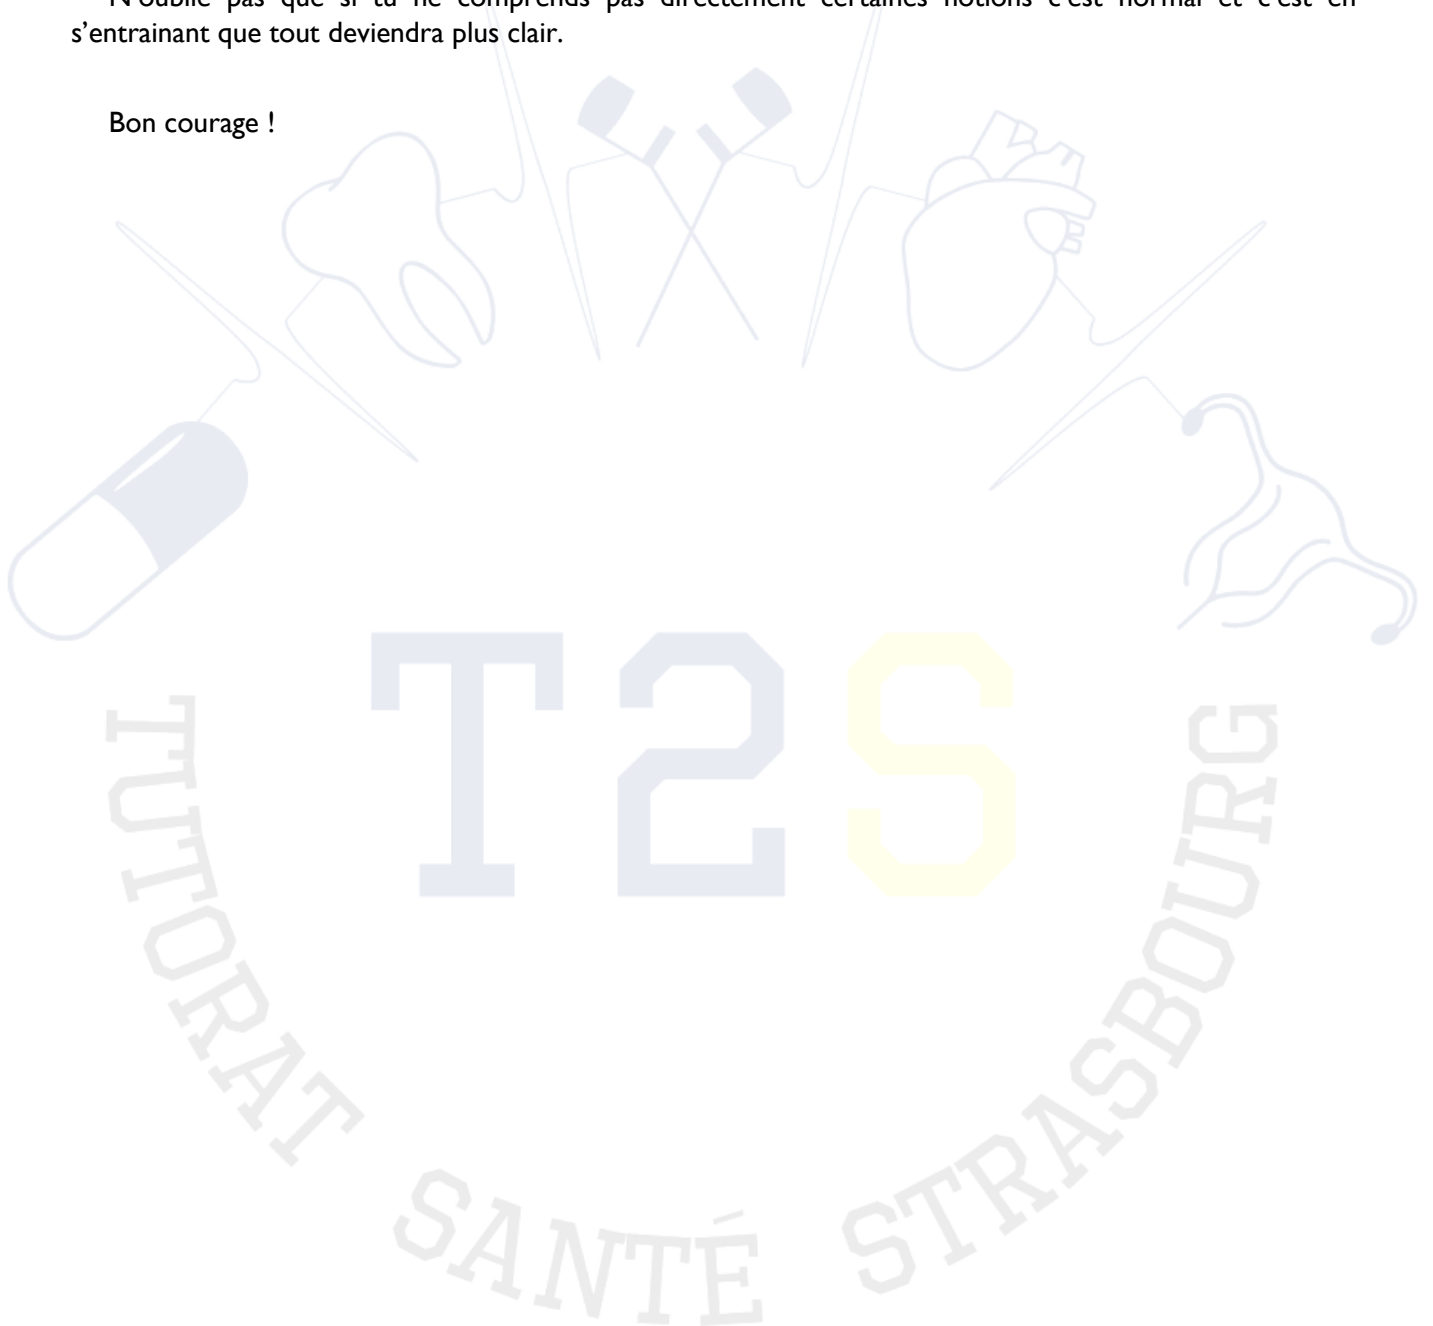 N'oublie pas que si tu ne comprends pas directement certaines notions c'est normal et c'est en
s'entrainant que tout deviendra plus clair.
Bon courage !
T2S
TUTORAT SANTÉ STRASBOURG